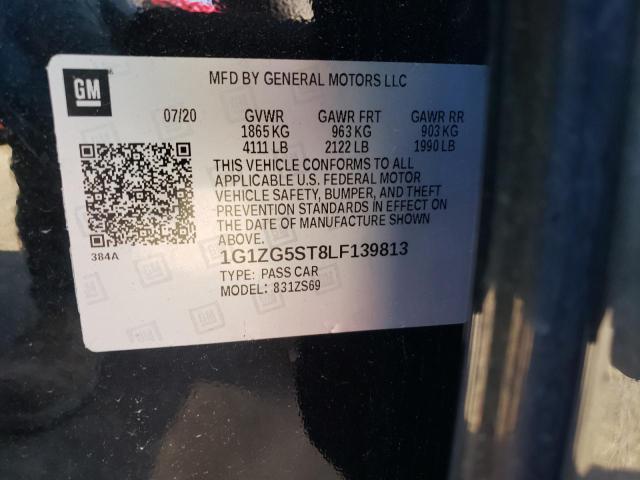 GM
MFD BY GENERAL MOTORS LLC
07/20 GVWR GAWR FRT GAWR RR
1865 KG 963 KG 903 KG
4111 LB 2122 LB 1990 LB
THIS VEHICLE CONFORMS TO ALL
APPLICABLE U.S. FEDERAL MOTOR
VEHICLE SAFETY, BUMPER, AND THEFT
PREVENTION STANDARDS IN EFFECT ON
THE DATE OF MANUFACTURE SHOWN
ABOVE.
384A
1G1ZG5ST8LF139813
TYPE: PASS CAR
MODEL: 831ZS69